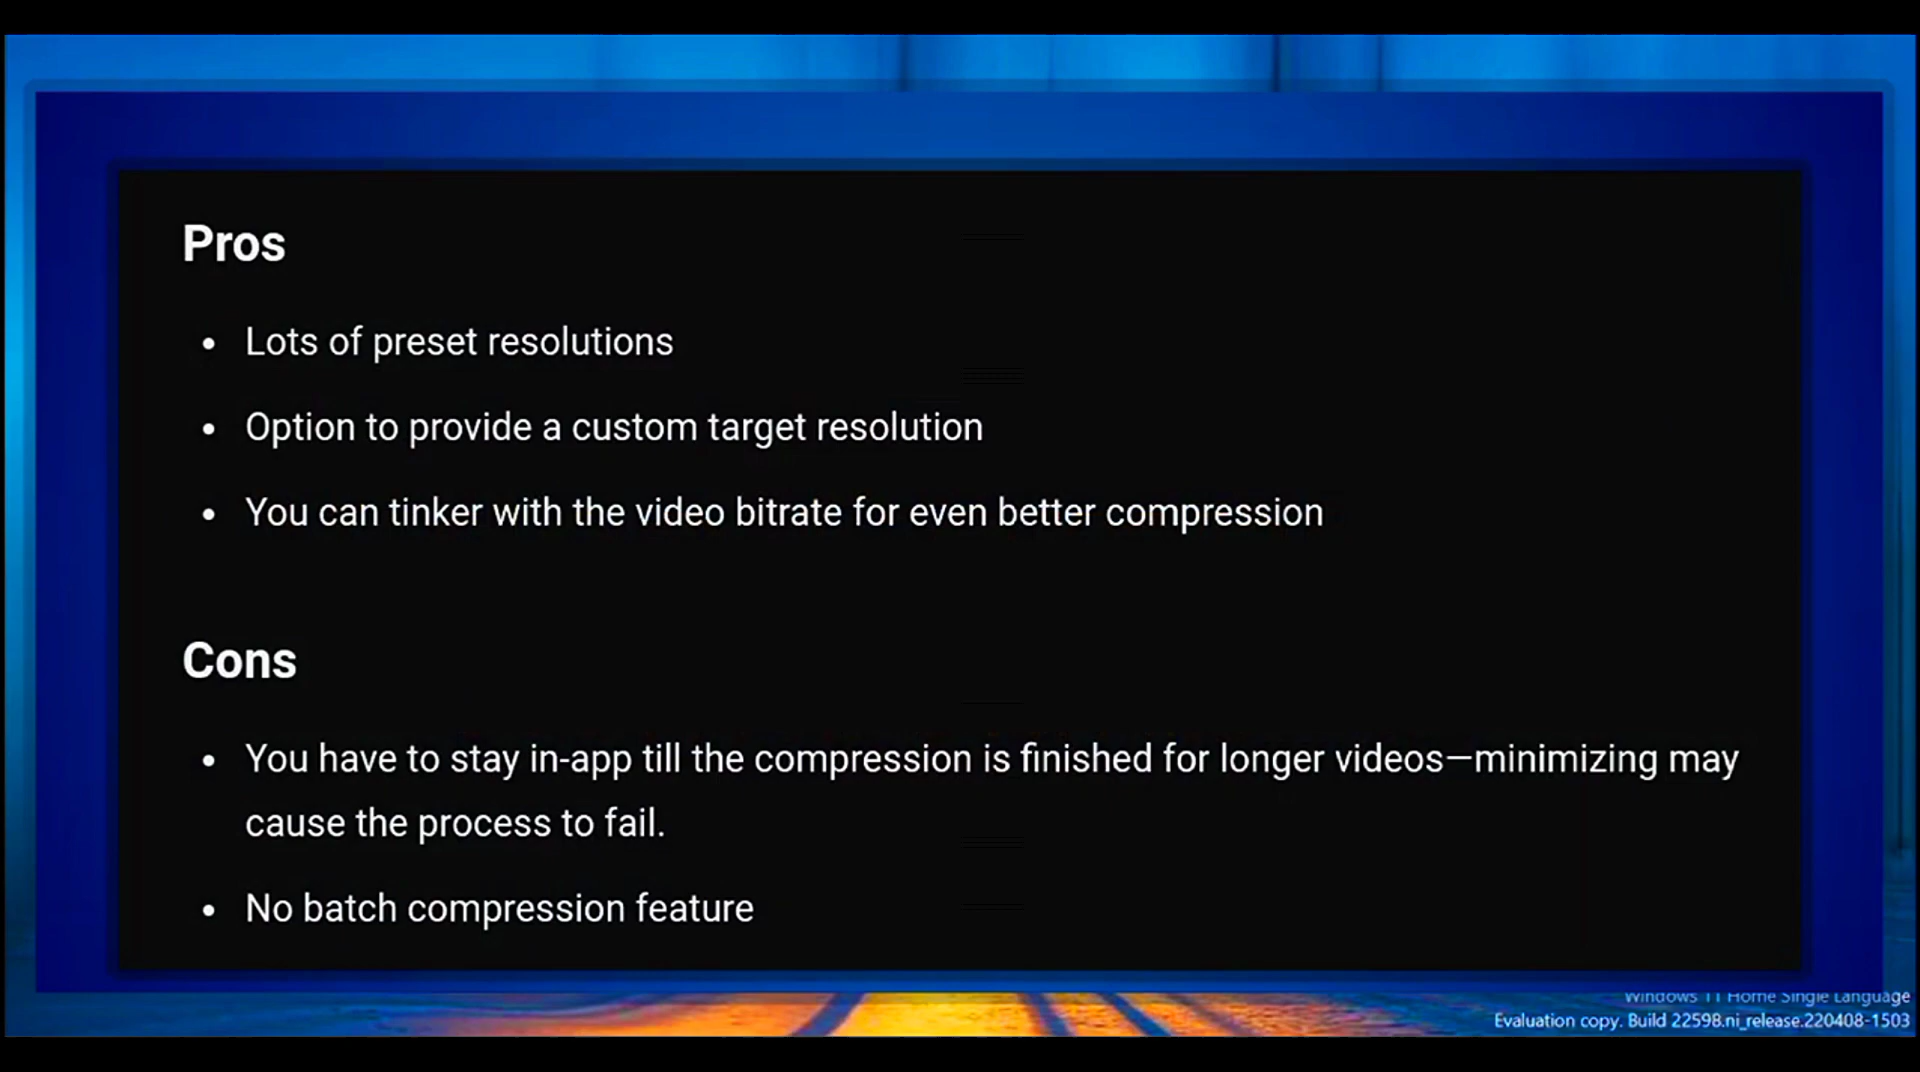 Pros
• Lots of preset resolutions
• Option to provide a custom target resolution
• You can tinker with the video bitrate for even better compression
Cons
• You have to stay in-app till the compression is finished for longer videos—minimizing may
cause the process to fail.
• No batch compression feature
Windows 11 Home Single Language
Evaluation copy. Build 22598.ni_release.220408-1503